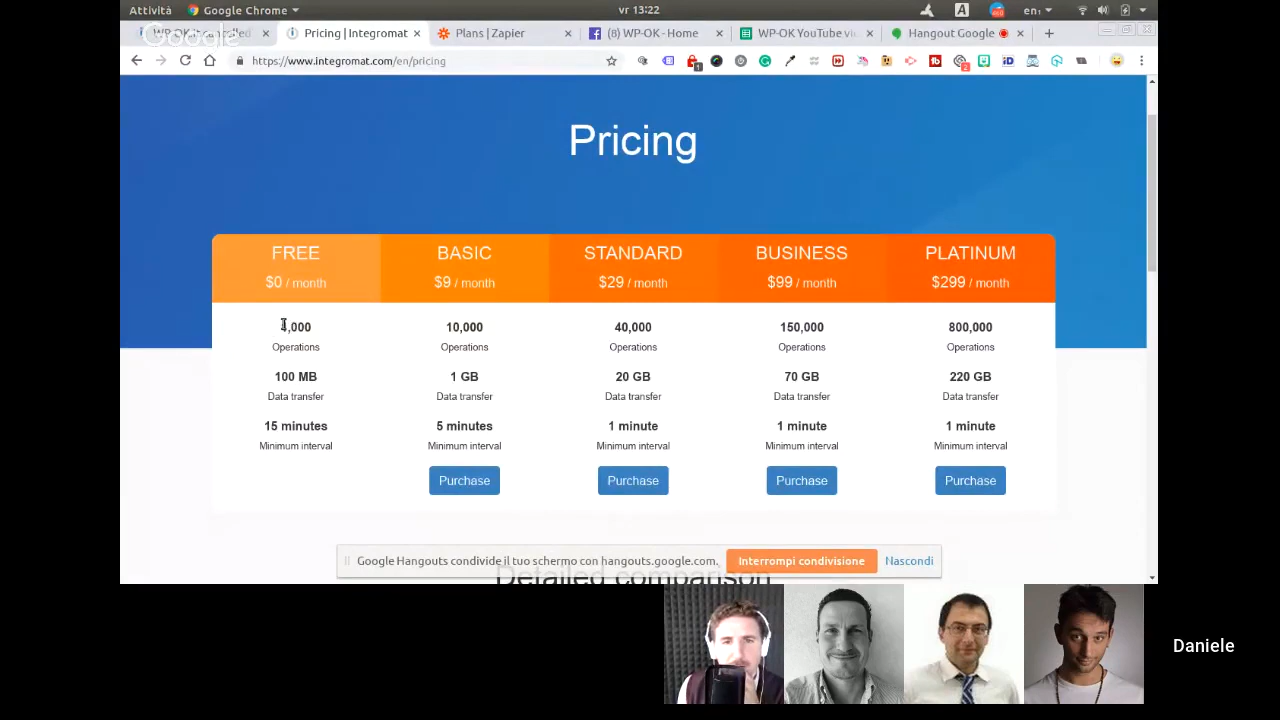 Attività
Google Chrome
vr 13:22
en₁
Google
Pricing | Integromat
Plans | Zapier
(8) WP-OK - Home
WP-OK YouTube vi
Hangout Google
https://www.integromat.com/en/pricing
Pricing
FREE BASIC STANDARD BUSINESS PLATINUM
$0 / month $9 / month $29 / month $99 / month $299 / month
,000 10,000 40,000 150,000 800,000
Operations Operations Operations Operations Operations
100 MB 1 GB 20 GB 70 GB 220 GB
Data transfer Data transfer Data transfer Data transfer Data transfer
15 minutes 5 minutes 1 minute 1 minute 1 minute
Minimum interval Minimum interval Minimum interval Minimum interval Minimum interval
Purchase Purchase Purchase Purchase
Google Hangouts condivide il tuo schermo con hangouts.google.com. Interrompi condivisione Nascondi
Detailed comparison
Daniele